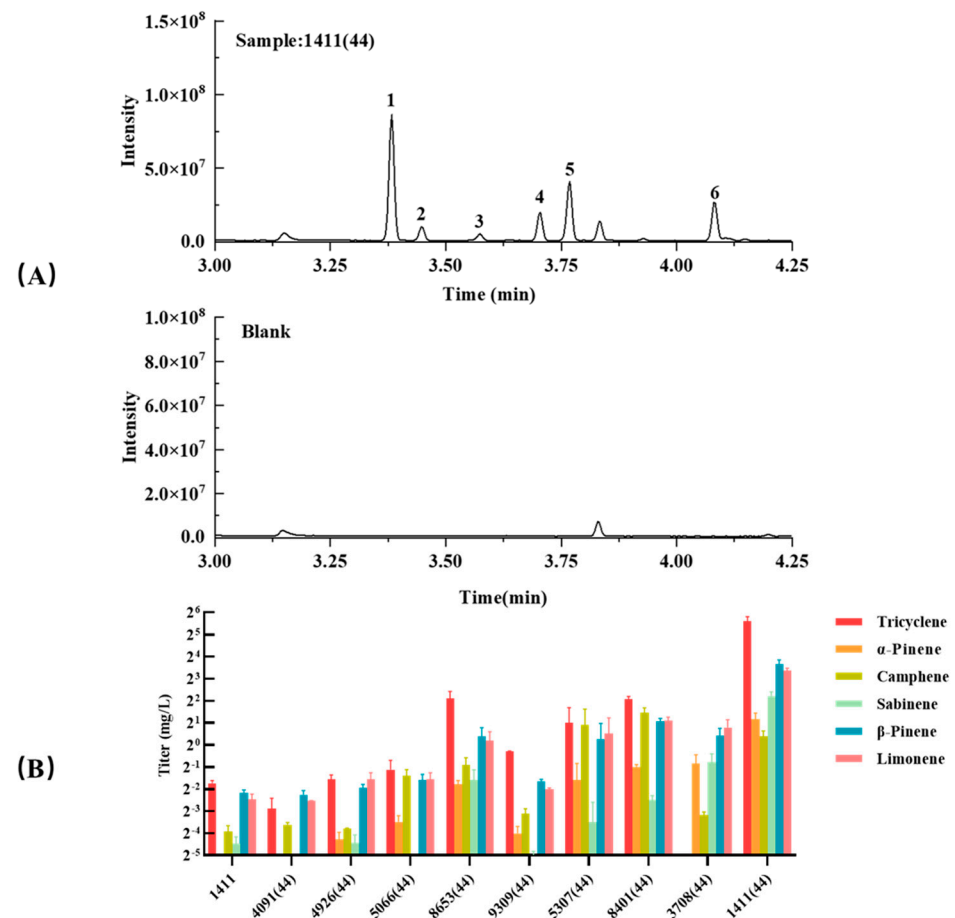 1.5×10⁸
Sample:1411(44)
1.0×10⁸
1
Intensity
5.0×10⁷
5
4
6
2
3
0.0
3.00 3.25 3.50 3.75 4.00 4.25
(A)
Time (min)
1.0×10⁸
Blank
8.0×10⁷
6.0×10⁷
Intensity
4.0×10⁷
2.0×10⁷
0.0
3.00 3.25 3.50 3.75 4.00 4.25
Time(min)
2⁶
2⁵
2⁴
2³
2²
2¹
2⁰
2⁻¹
2⁻²
2⁻³
2⁻⁴
2⁻⁵
Titer (mg/L)
(B)
Tricyclene
α-Pinene
Camphene
Sabinene
β-Pinene
Limonene
1411
4091(44)
4926(44)
5066(44)
8653(44)
9309(44)
5307(44)
8401(44)
3708(44)
1411(44)